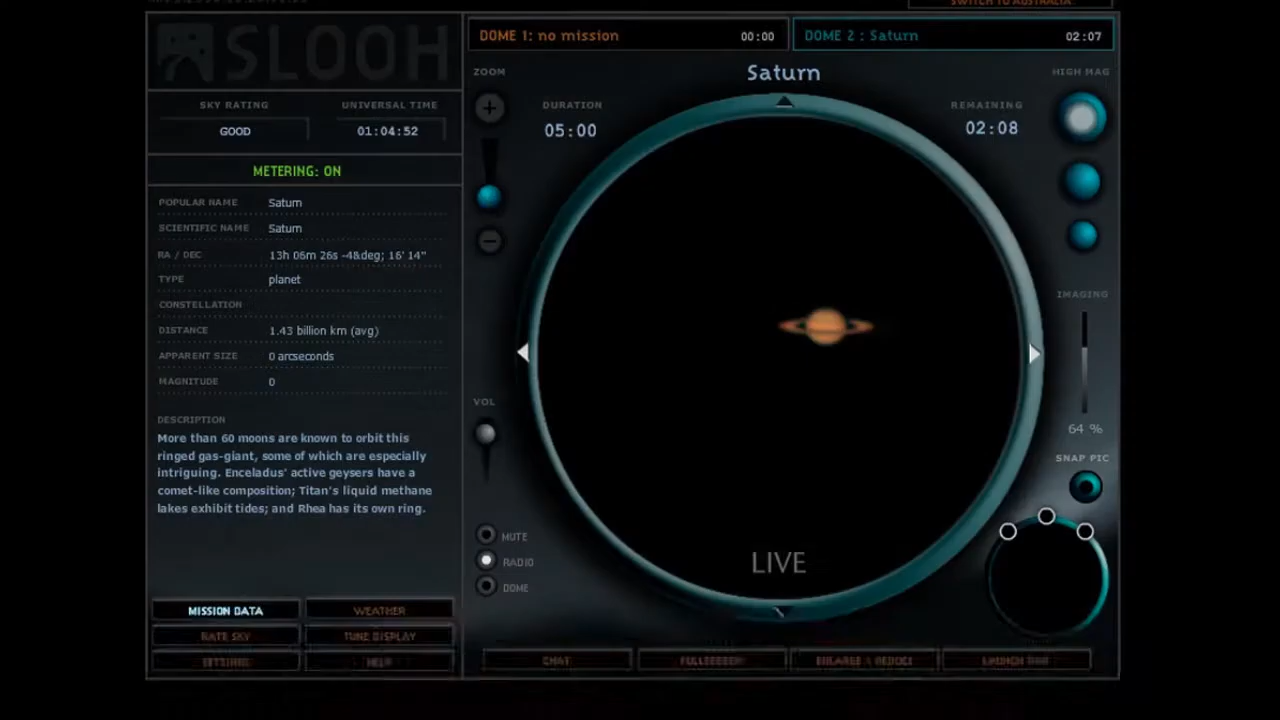 SWITCH TO AUSTRALIA
SLOOH
DOME 1: no mission 00:00
DOME 2 : Saturn 02:07
SKY RATING
GOOD
UNIVERSAL TIME
01:04:52
METERING: ON
POPULAR NAME Saturn
SCIENTIFIC NAME Saturn
RA / DEC 13h 06m 26s -4&deg; 16' 14"
TYPE planet
CONSTELLATION
DISTANCE 1.43 billion km (avg)
APPARENT SIZE 0 arcseconds
MAGNITUDE 0
DESCRIPTION
More than 60 moons are known to orbit this
ringed gas-giant, some of which are especially
intriguing. Enceladus' active geysers have a
comet-like composition; Titan's liquid methane
lakes exhibit tides; and Rhea has its own ring.
MISSION DATA
WEATHER
RATE SKY
TUNE DISPLAY
SETTINGS
HELP
ZOOM
Saturn
HIGH MAG
DURATION
05:00
REMAINING
02:08
VOL
MUTE
RADIO
DOME
LIVE
IMAGING
64 %
SNAP PIC
CHAT
FULLSCREEN
LAUNCH